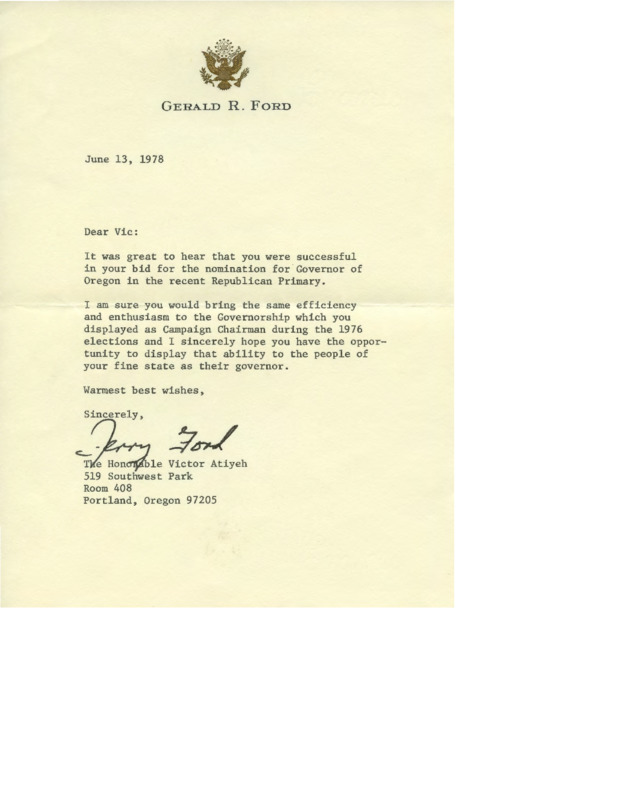 GERALD R. FORD
June 13, 1978
Dear Vic:
It was great to hear that you were successful
in your bid for the nomination for Governor of
Oregon in the recent Republican Primary.
I am sure you would bring the same efficiency
and enthusiasm to the Governorship which you
displayed as Campaign Chairman during the 1976
elections and I sincerely hope you have the oppor-
tunity to display that ability to the people of
your fine state as their governor.
Warmest best wishes,
Sincerely,
Jerry Ford
The Honorable Victor Atiyeh
519 Southwest Park
Room 408
Portland, Oregon 97205